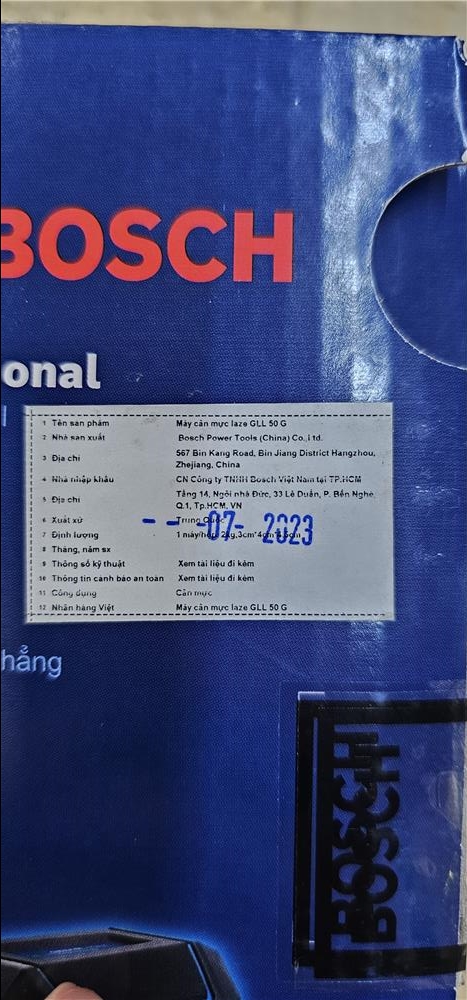 BOSCH
onal
1 Tên sản phẩm Máy cân mực laze GLL 50 G
2 Nhà sản xuất Bosch Power Tools (China) Co., Ltd.
3 Địa chỉ 567 Bin Kang Road, Bin Jiang District Hangzhou,
Zhejiang, China
4 Nhà nhập khẩu CN Công ty TNHH Bosch Việt Nam tại TP.HCM
5 Địa chỉ Tầng 14, Ngôi nhà Đức, 33 Lê Duẩn, P. Bến Nghé,
Q.1, Tp.HCM, VN
6 Xuất xứ Trung Quốc
-- -07- 2023
7 Định lượng 1 máy/hộp
8 Tháng, năm sx
9 Thông số kỹ thuật Xem tài liệu đi kèm
10 Thông tin cảnh báo an toàn Xem tài liệu đi kèm
11 Công dụng Cân mực
12 Nhãn hàng Việt Máy cân mực laze GLL 50 G
hẳng
BOSCH
BOSCH